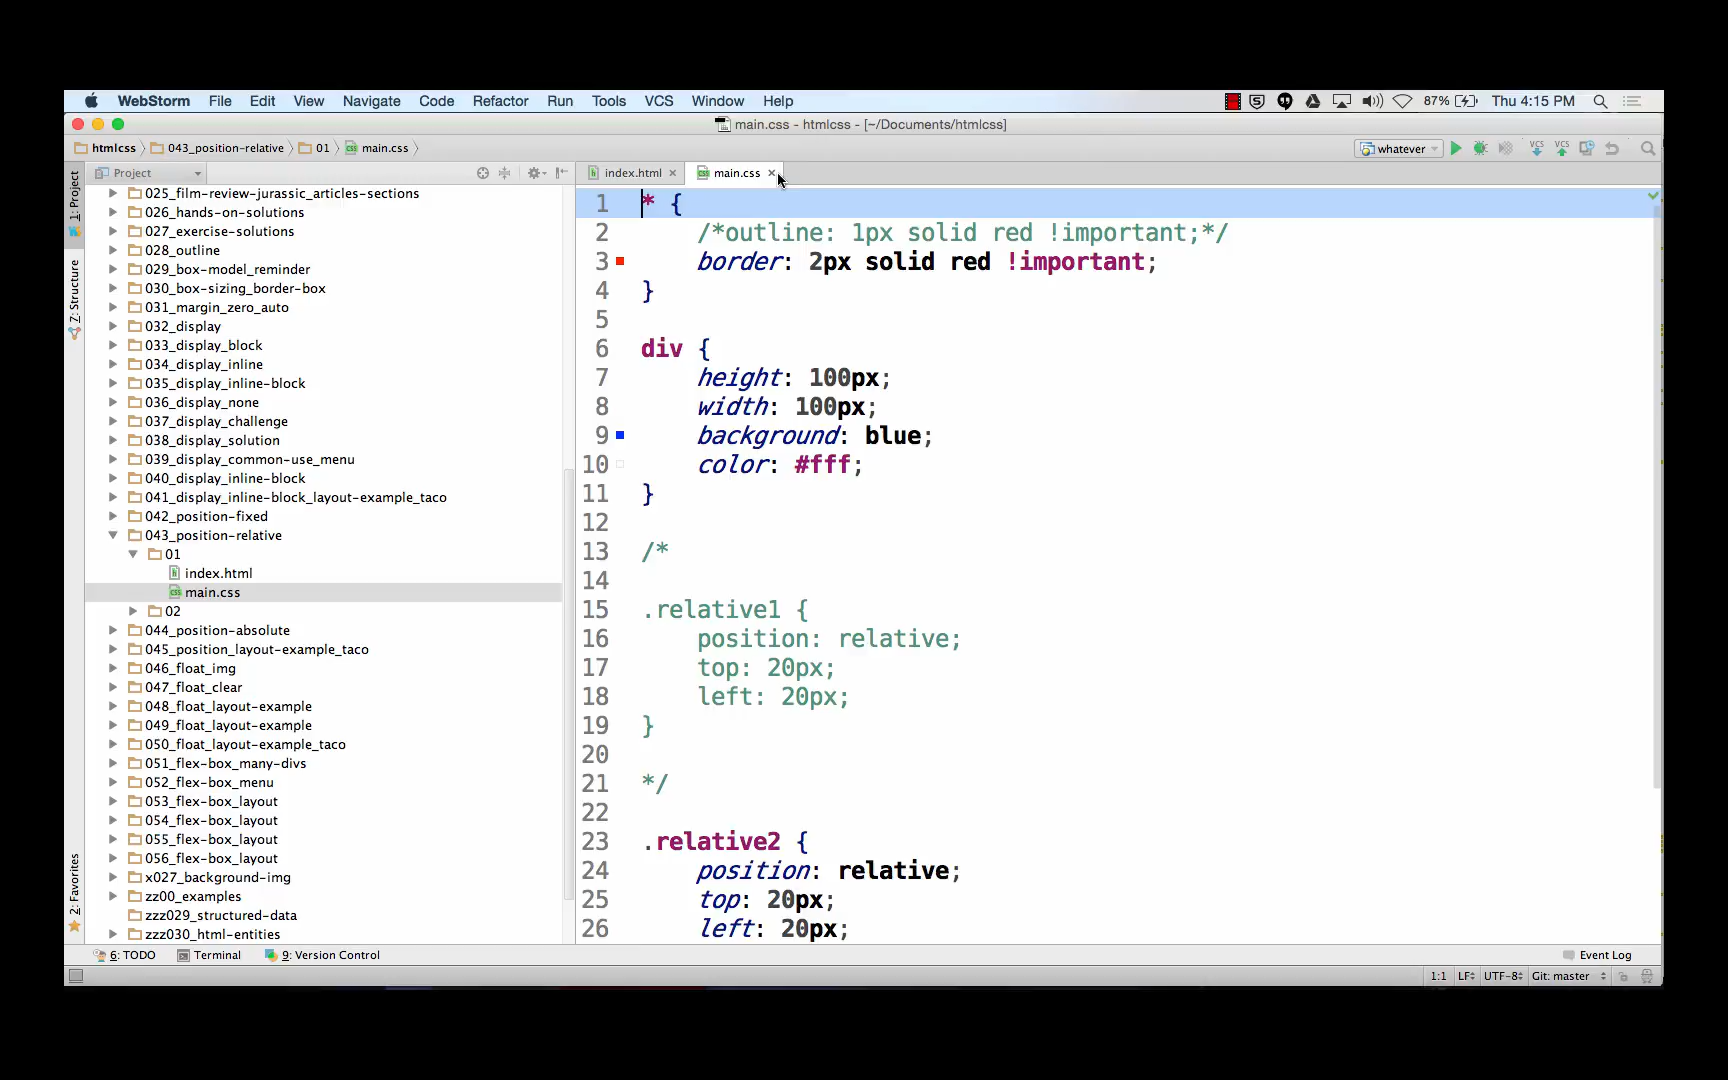 WebStorm File Edit View Navigate Code Refactor Run Tools VCS Window Help 87% Thu 4:15 PM
main.css - htmlcss - [~/Documents/htmlcss]
htmlcss 043_position-relative 01 main.css whatever VCS VCS
1: Project
Z: Structure
2: Favorites
Project
025_film-review-jurassic_articles-sections
026_hands-on-solutions
027_exercise-solutions
028_outline
029_box-model_reminder
030_box-sizing_border-box
031_margin_zero_auto
032_display
033_display_block
034_display_inline
035_display_inline-block
036_display_none
037_display_challenge
038_display_solution
039_display_common-use_menu
040_display_inline-block
041_display_inline-block_layout-example_taco
042_position-fixed
043_position-relative
01
index.html
main.css
02
044_position-absolute
045_position_layout-example_taco
046_float_img
047_float_clear
048_float_layout-example
049_float_layout-example
050_float_layout-example_taco
051_flex-box_many-divs
052_flex-box_menu
053_flex-box_layout
054_flex-box_layout
055_flex-box_layout
056_flex-box_layout
x027_background-img
zz00_examples
zzz029_structured-data
zzz030_html-entities
index.html main.css
1 * {
2 /*outline: 1px solid red !important;*/
3 border: 2px solid red !important;
4 }
5
6 div {
7 height: 100px;
8 width: 100px;
9 background: blue;
10 color: #fff;
11 }
12
13 /*
14
15 .relative1 {
16 position: relative;
17 top: 20px;
18 left: 20px;
19 }
20
21 */
22
23 .relative2 {
24 position: relative;
25 top: 20px;
26 left: 20px;
6: TODO Terminal 9: Version Control Event Log
1:1 LF UTF-8 Git: master